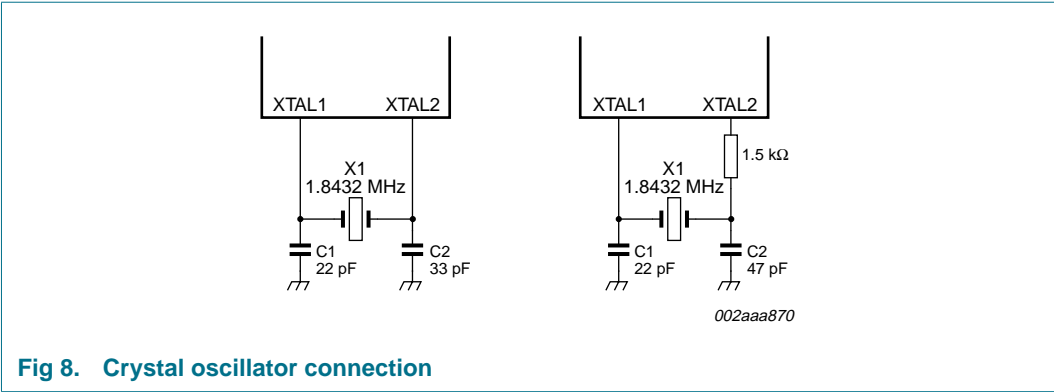 XTAL1 XTAL2
X1
1.8432 MHz
C1
22 pF
C2
33 pF
XTAL1 XTAL2
1.5 kΩ
X1
1.8432 MHz
C1
22 pF
C2
47 pF
002aaa870
Fig 8. Crystal oscillator connection